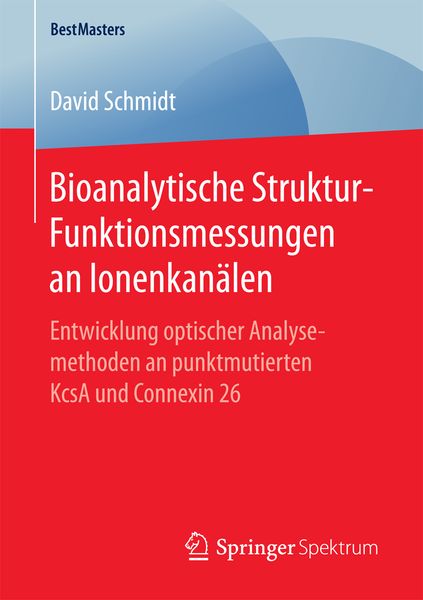 BestMasters
David Schmidt
Bioanalytische Struktur-
Funktionsmessungen
an Ionenkanälen
Entwicklung optischer Analyse-
methoden an punktmutierten
KcsA und Connexin 26
Springer Spektrum